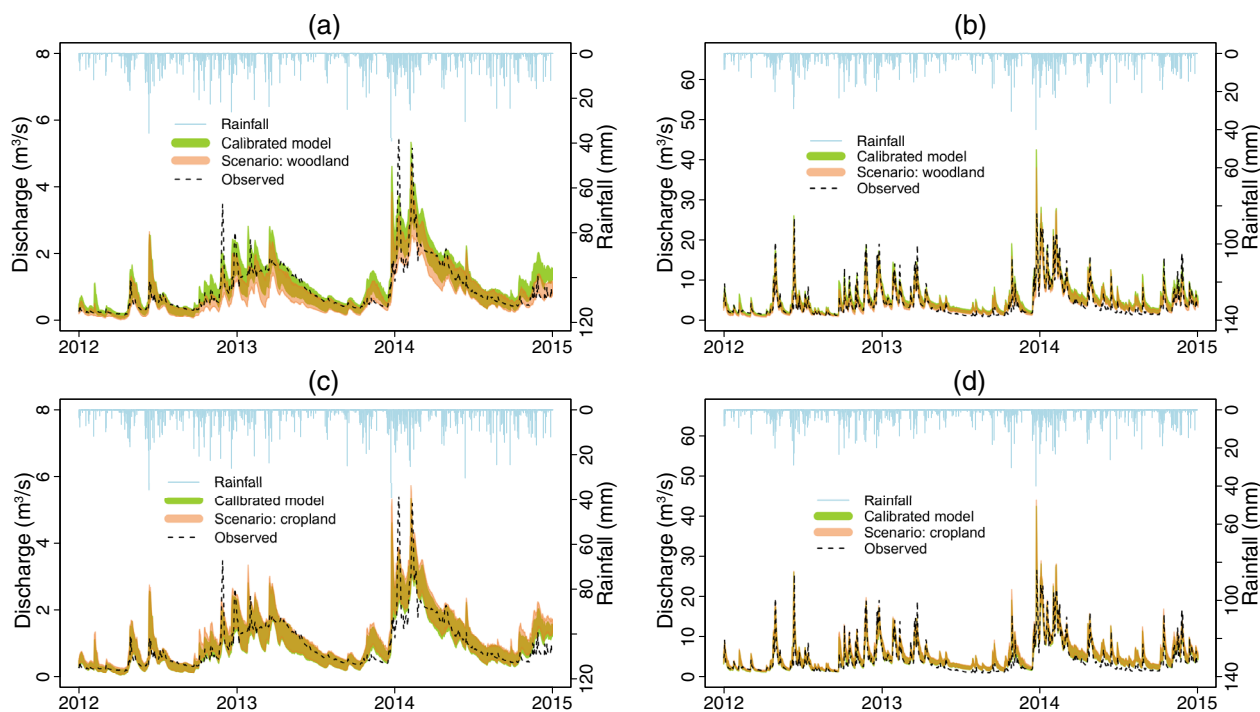 (a)
Discharge (m³/s)
8
6
4
2
0
Rainfall
Calibrated model
Scenario: woodland
Observed
0
20
40
60
80
100
120
Rainfall (mm)
2012
2013
2014
2015
(b)
Discharge (m³/s)
60
50
40
30
20
10
0
Rainfall
Calibrated model
Scenario: woodland
Observed
0
20
40
60
80
100
140
Rainfall (mm)
2012
2013
2014
2015
(c)
Discharge (m³/s)
8
6
4
2
0
Rainfall
Calibrated model
Scenario: cropland
Observed
0
20
40
60
80
100
120
Rainfall (mm)
2012
2013
2014
2015
(d)
Discharge (m³/s)
60
50
40
30
20
10
0
Rainfall
Calibrated model
Scenario: cropland
Observed
0
20
40
60
80
100
140
Rainfall (mm)
2012
2013
2014
2015